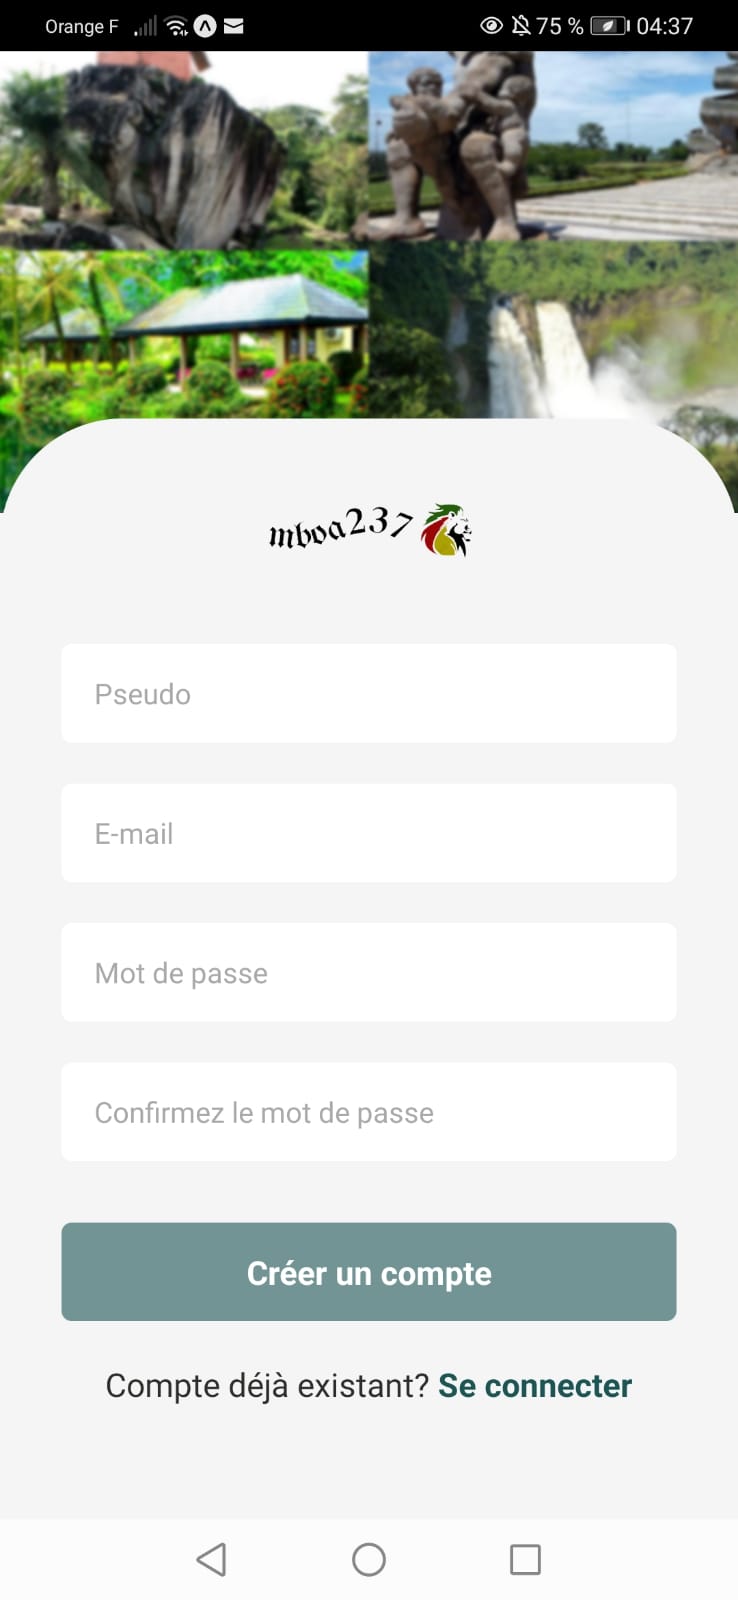 Orange F 75 % 04:37
mboa237
Pseudo
E-mail
Mot de passe
Confirmez le mot de passe
Créer un compte
Compte déjà existant? Se connecter